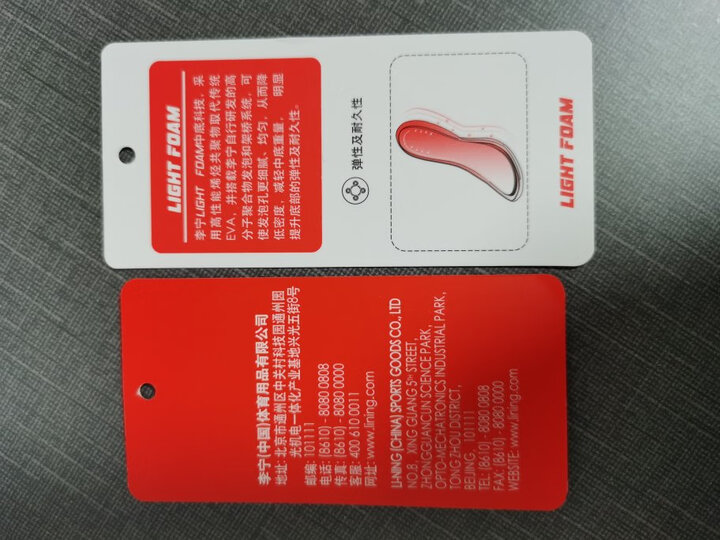 LIGHT FOAM
李宁LIGHT FOAM中底科技，采
用高性能烯烃共聚物取代传统
EVA，并搭载李宁自行研发的高
分子聚合物发泡和架桥系统，可
使发泡孔更细腻、均匀，从而降
低密度，减轻中底重量，明显
提升底部的弹性及耐久性。
弹性及耐久性
LIGHT FOAM
李宁(中国)体育用品有限公司
地址: 北京市通州区中关村科技园通州园
光机电一体化产业基地兴光五街8号
邮编: 101111
电话: (8610) - 8080 0808
传真: (8610) - 8080 0000
客服: 400 610 0011
网址: www.lining.com
LI-NING (CHINA) SPORTS GOODS CO., LTD
NO.8, XING GUANG 5th STREET,
ZHONGGUANCUN SCIENCE PARK,
OPTO-MECHATRONICS INDUSTRIAL PARK,
TONG ZHOU DISTRICT,
BEIJING, 101111
TEL: (8610) - 8080 0808
FAX: (8610) - 8080 0000
WEBSITE: www.lining.com